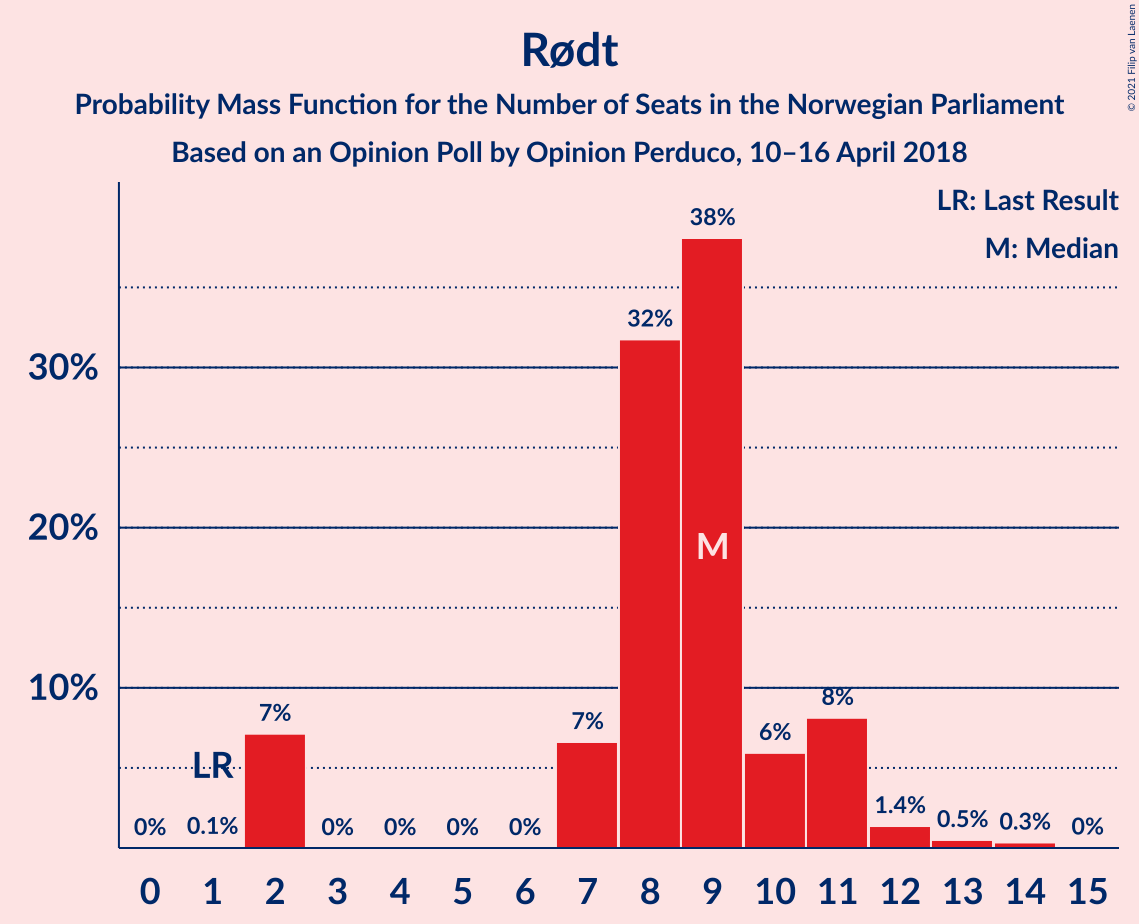 Rødt
Probability Mass Function for the Number of Seats in the Norwegian Parliament
Based on an Opinion Poll by Opinion Perduco, 10–16 April 2018
© 2021 Filip van Laenen
LR: Last Result
M: Median
38%
32%
30%
M
20%
10%
8%
7%
7%
6%
LR
1.4%
0.5%
0.3%
0%
0.1%
0%
0%
0%
0%
0%
0 1 2 3 4 5 6 7 8 9 10 11 12 13 14 15